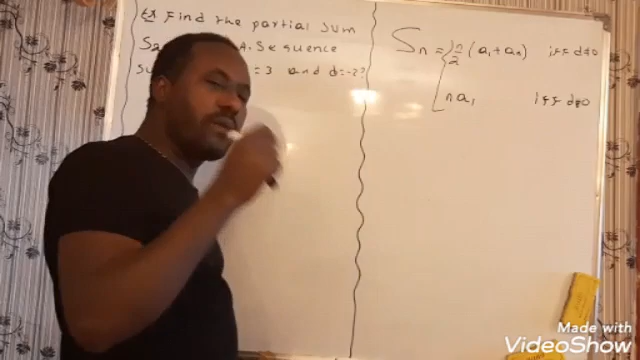 Ex Find the partial sum
S2 A. Sequence
= 3 and d=-2?
Sn = { n/2 (a1 + an) iff d≠0
na1 iff d=0
Made with
VideoShow